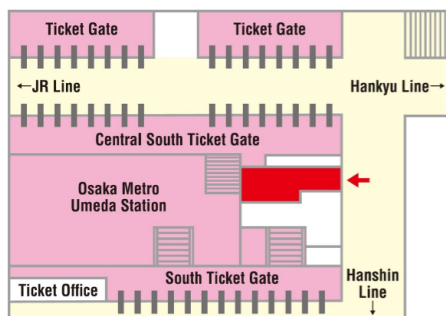 Ticket Gate
Ticket Gate
←JR Line
Hankyu Line→
Central South Ticket Gate
Osaka Metro
Umeda Station
South Ticket Gate
Ticket Office
Hanshin
Line
↓